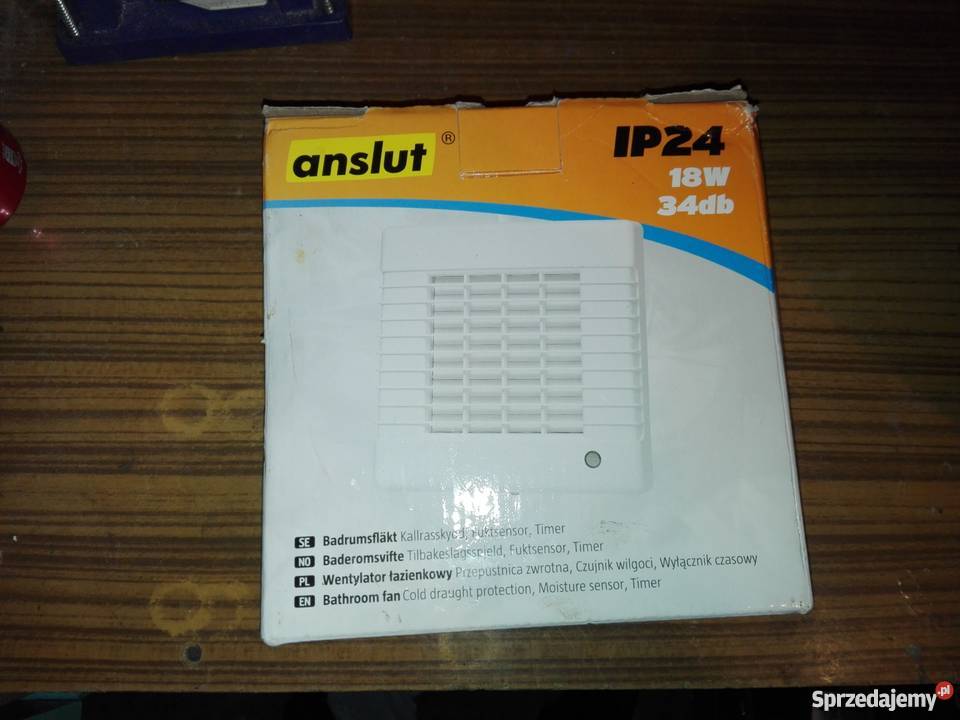 anslut ®
IP24
18W
34db
SE Badrumsfläkt Kallrasskydd, Fuktsensor, Timer
NO Baderomsvifte Tilbakeslagsspjeld, Fuktsensor, Timer
PL Wentylator łazienkowy Przepustnica zwrotna, Czujnik wilgoci, Wyłącznik czasowy
EN Bathroom fan Cold draught protection, Moisture sensor, Timer
Sprzedajemy.pl